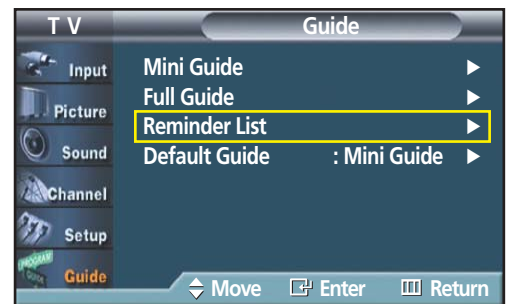 T V
Guide
Input
Picture
Sound
Channel
Setup
PROGRAM
GUIDE
Guide
Mini Guide ▶
Full Guide ▶
Reminder List ▶
Default Guide : Mini Guide ▶
Move Enter Return